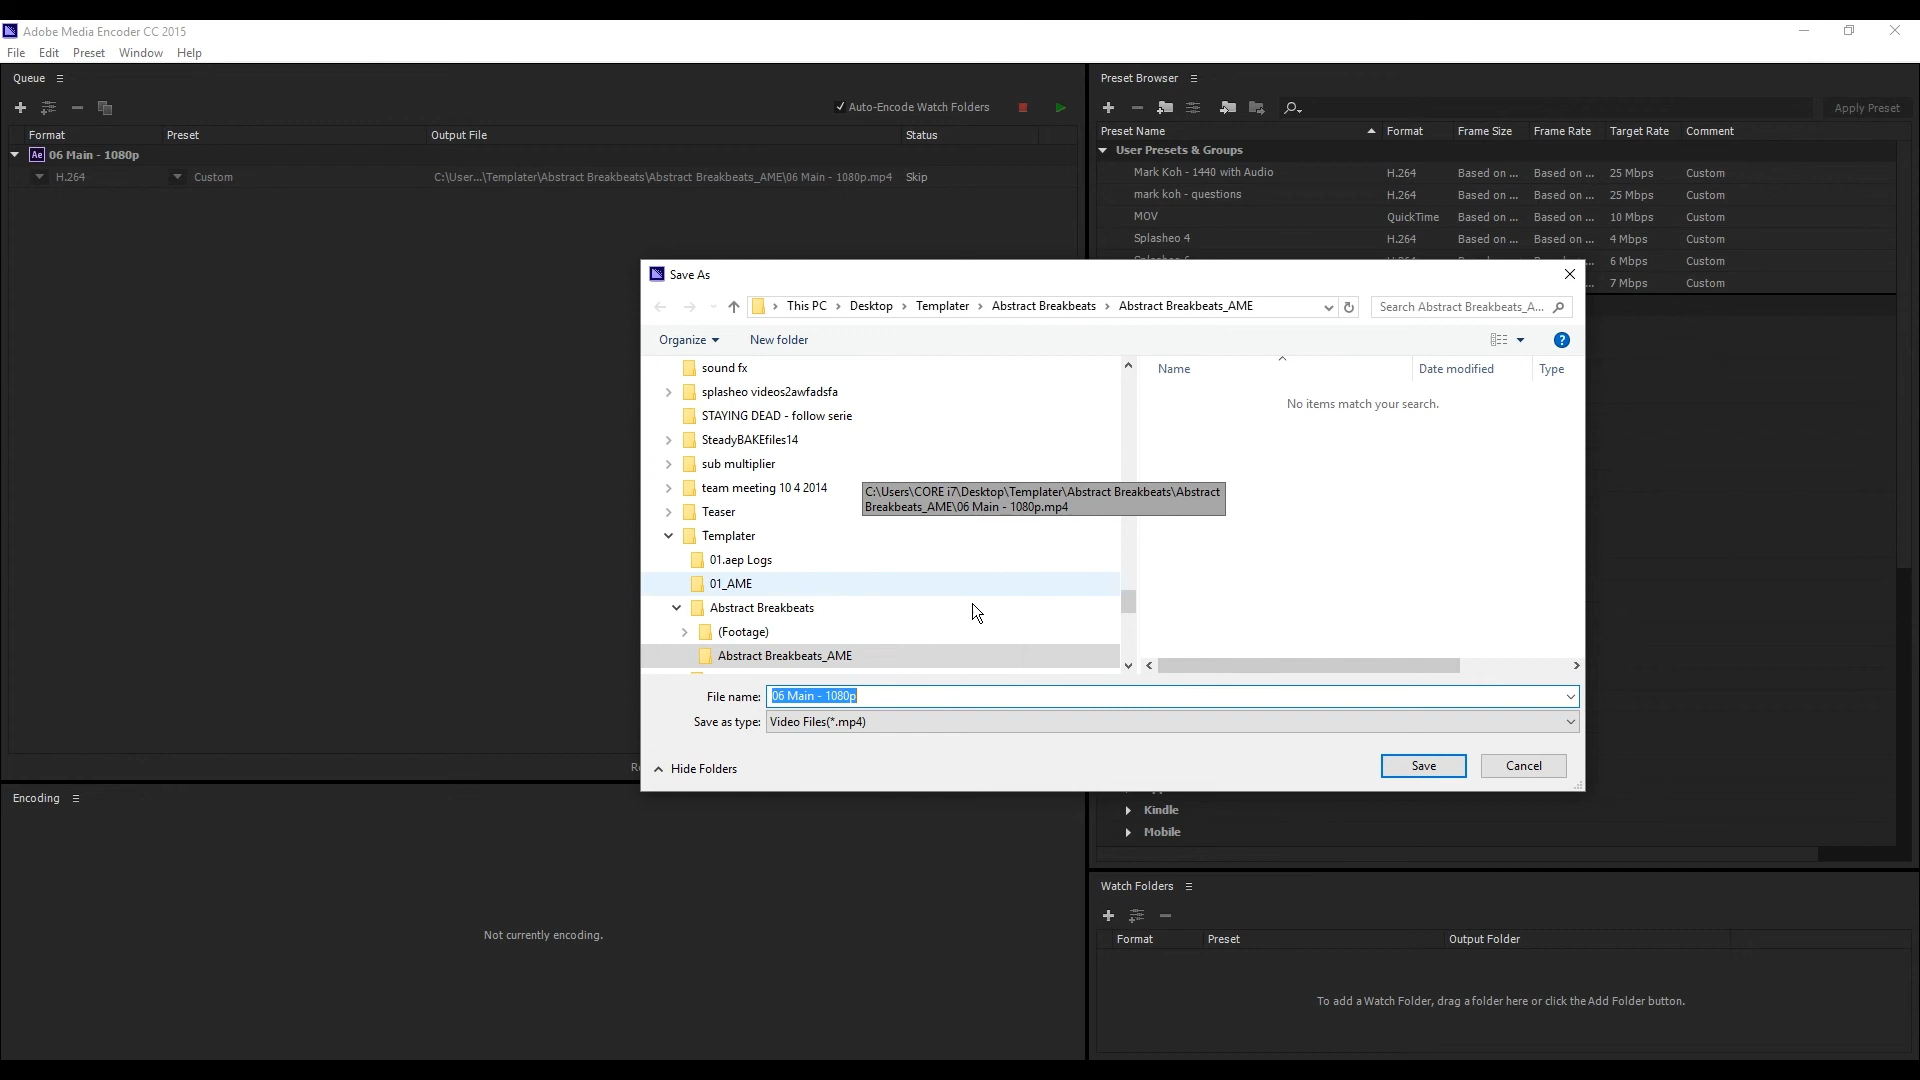 Adobe Media Encoder CC 2015
File Edit Preset Window Help
Queue
Auto-Encode Watch Folders
Format Preset Output File Status
Ae 06 Main - 1080p
H.264 Custom C:\User...\Templater\Abstract Breakbeats\Abstract Breakbeats_AME\06 Main - 1080p.mp4 Skip
Preset Browser
Apply Preset
Preset Name Format Frame Size Frame Rate Target Rate Comment
User Presets & Groups
Mark Koh - 1440 with Audio H.264 Based on ... Based on ... 25 Mbps Custom
mark koh - questions H.264 Based on ... Based on ... 25 Mbps Custom
MOV QuickTime Based on ... Based on ... 10 Mbps Custom
Splasheo 4 H.264 Based on ... Based on ... 4 Mbps Custom
... 6 Mbps Custom
... 7 Mbps Custom
Save As
This PC > Desktop > Templater > Abstract Breakbeats > Abstract Breakbeats_AME
Search Abstract Breakbeats_A...
Organize New folder
?
sound fx
splasheo videos2awfadsfa
STAYING DEAD - follow serie
SteadyBAKEfiles14
sub multiplier
team meeting 10 4 2014
Teaser
Templater
01.aep Logs
01_AME
Abstract Breakbeats
(Footage)
Abstract Breakbeats_AME
Name Date modified Type
No items match your search.
C:\Users\CORE i7\Desktop\Templater\Abstract Breakbeats\Abstract
Breakbeats_AME\06 Main - 1080p.mp4
File name: 06 Main - 1080p
Save as type: Video Files(*.mp4)
Hide Folders
Save Cancel
Kindle
Mobile
Encoding
Not currently encoding.
Watch Folders
Format Preset Output Folder
To add a Watch Folder, drag a folder here or click the Add Folder button.